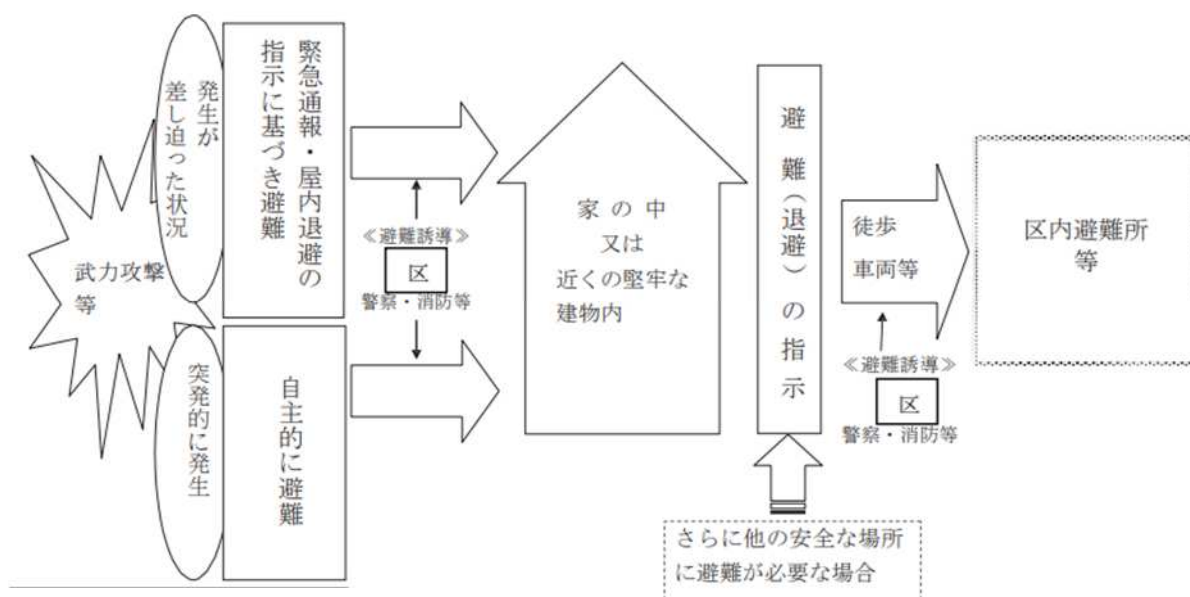 武力攻撃
等
発生が
差し迫った状況
緊急通報・屋内退避の
指示に基づき避難
突発的に発生
自主的に避難
≪避難誘導≫
区
警察・消防等
家の中
又は
近くの堅牢な
建物内
避難(退避)の指示
さらに他の安全な場所
に避難が必要な場合
徒歩
車両等
≪避難誘導≫
区
警察・消防等
区内避難所
等